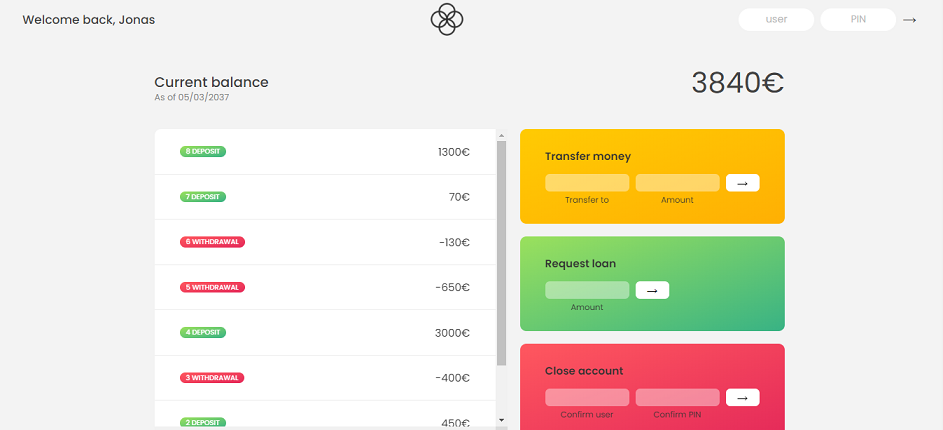 Welcome back, Jonas
user
PIN
→
Current balance
As of 05/03/2037
3840€
8 DEPOSIT 1300€
7 DEPOSIT 70€
6 WITHDRAWAL -130€
5 WITHDRAWAL -650€
4 DEPOSIT 3000€
3 WITHDRAWAL -400€
2 DEPOSIT 450€
Transfer money
→
Transfer to Amount
Request loan
→
Amount
Close account
→
Confirm user Confirm PIN